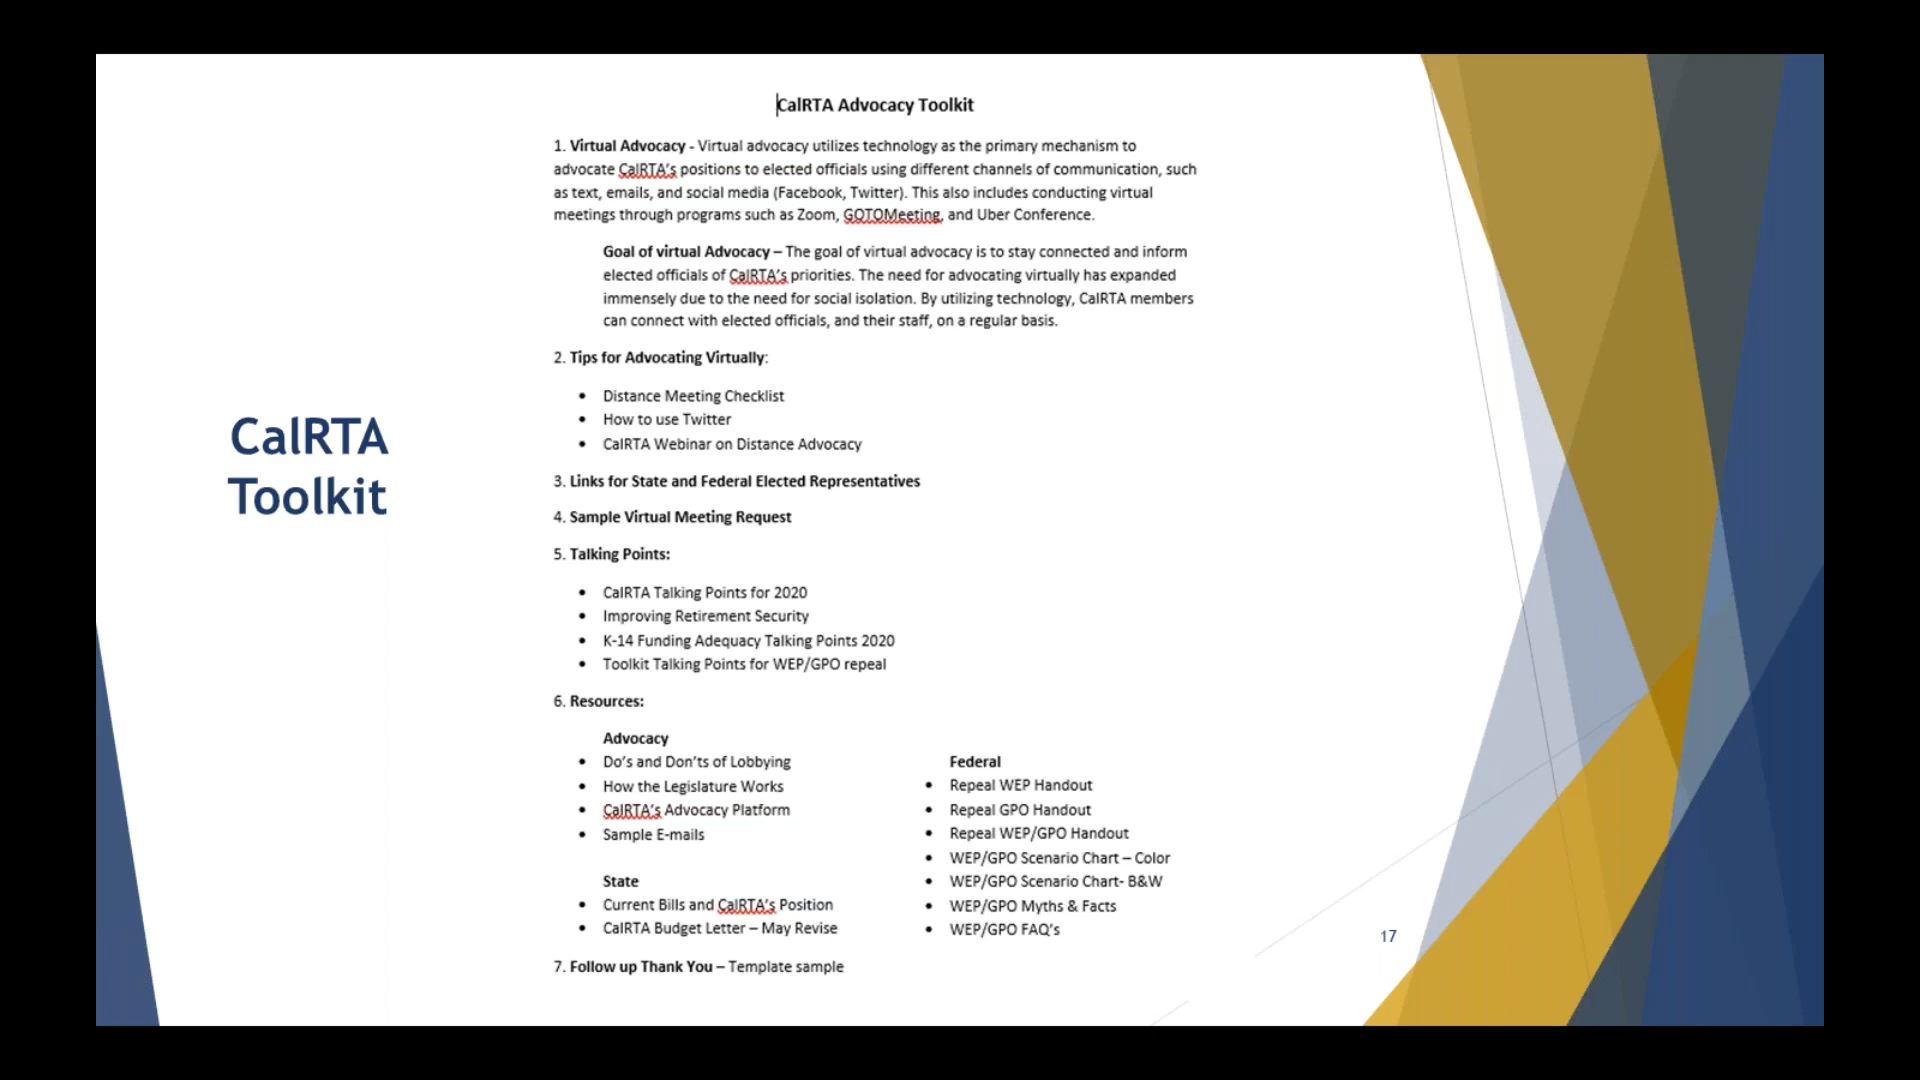 CalRTA
Toolkit
CalRTA Advocacy Toolkit
1. Virtual Advocacy - Virtual advocacy utilizes technology as the primary mechanism to
advocate CalRTA's positions to elected officials using different channels of communication, such
as text, emails, and social media (Facebook, Twitter). This also includes conducting virtual
meetings through programs such as Zoom, GOTOMeeting, and Uber Conference.
Goal of virtual Advocacy – The goal of virtual advocacy is to stay connected and inform
elected officials of CalRTA's priorities. The need for advocating virtually has expanded
immensely due to the need for social isolation. By utilizing technology, CalRTA members
can connect with elected officials, and their staff, on a regular basis.
2. Tips for Advocating Virtually:
• Distance Meeting Checklist
• How to use Twitter
• CalRTA Webinar on Distance Advocacy
3. Links for State and Federal Elected Representatives
4. Sample Virtual Meeting Request
5. Talking Points:
• CalRTA Talking Points for 2020
• Improving Retirement Security
• K-14 Funding Adequacy Talking Points 2020
• Toolkit Talking Points for WEP/GPO repeal
6. Resources:
Advocacy
• Do's and Don'ts of Lobbying
• How the Legislature Works
• CalRTA's Advocacy Platform
• Sample E-mails
State
• Current Bills and CalRTA's Position
• CalRTA Budget Letter – May Revise
Federal
• Repeal WEP Handout
• Repeal GPO Handout
• Repeal WEP/GPO Handout
• WEP/GPO Scenario Chart – Color
• WEP/GPO Scenario Chart- B&W
• WEP/GPO Myths & Facts
• WEP/GPO FAQ's
7. Follow up Thank You – Template sample
17